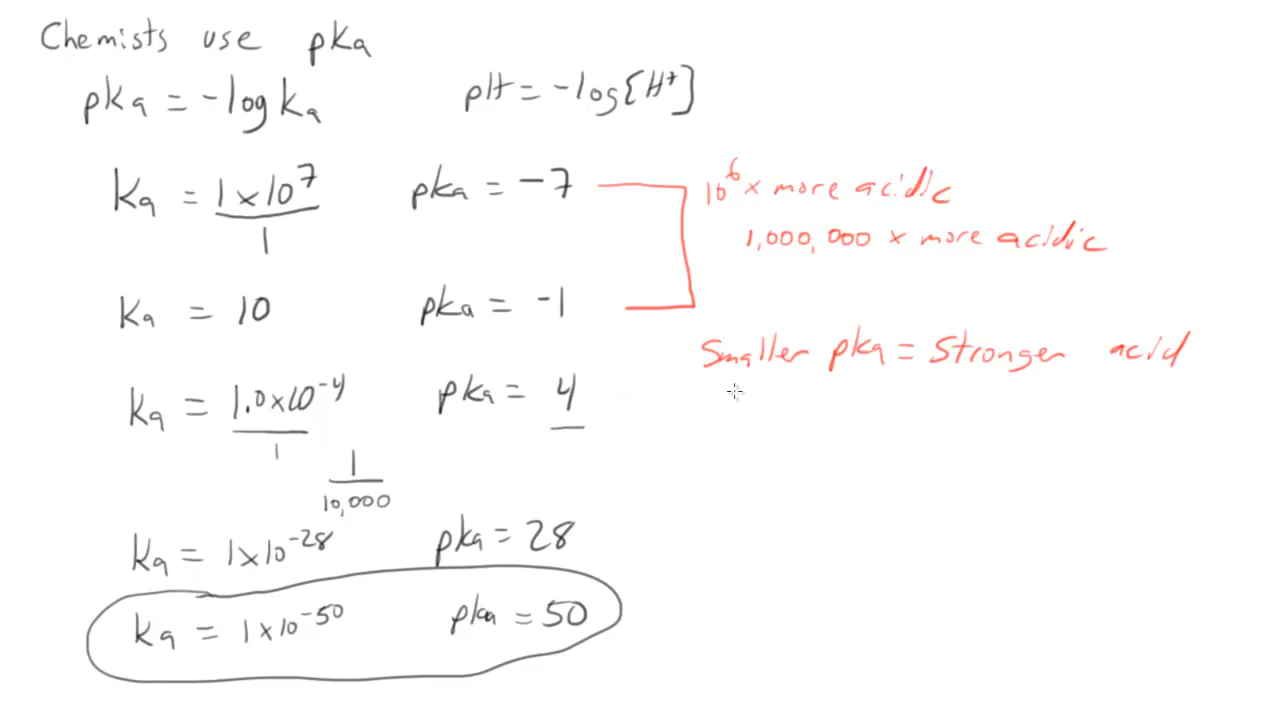 Chemists use pka
pka = -log ka pH = -log[H+]
Ka = 1 x 10^7 / 1 pka = -7 10^6 x more acidic
1,000,000 x more acidic
Ka = 10 pka = -1
Smaller pka = Stronger acid
Ka = 1.0 x 10^-4 / 1 pka = 4
1 / 10,000
Ka = 1 x 10^-28 pka = 28
Ka = 1 x 10^-50 pka = 50